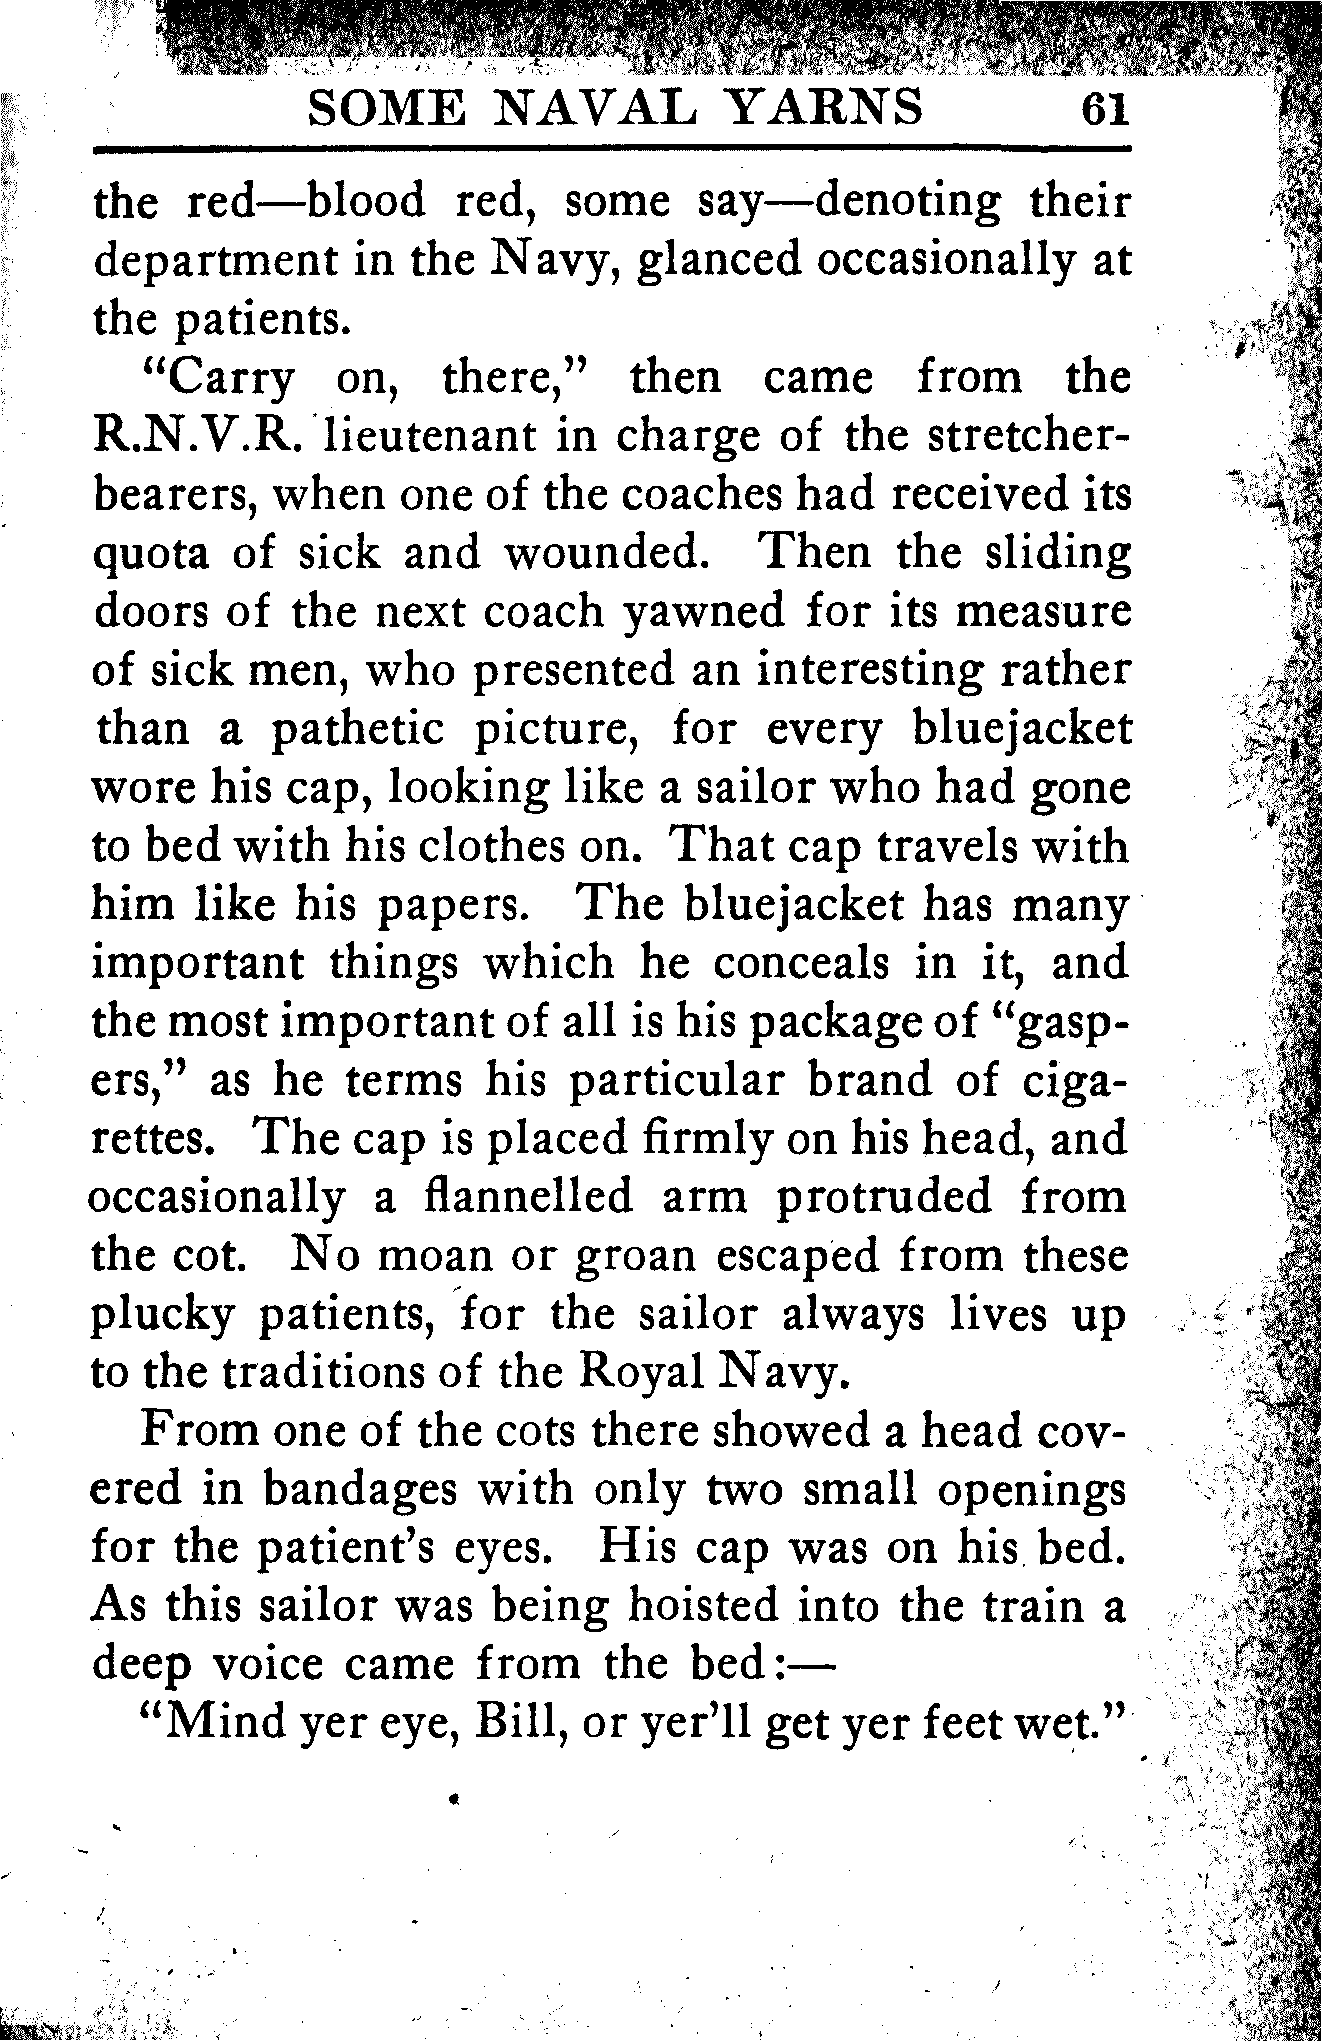 SOME NAVAL YARNS 61
the red—blood red, some say—denoting their
department in the Navy, glanced occasionally at
the patients.
“Carry on, there,” then came from the
R.N.V.R. lieutenant in charge of the stretcher-
bearers, when one of the coaches had received its
quota of sick and wounded. Then the sliding
doors of the next coach yawned for its measure
of sick men, who presented an interesting rather
than a pathetic picture, for every bluejacket
wore his cap, looking like a sailor who had gone
to bed with his clothes on. That cap travels with
him like his papers. The bluejacket has many
important things which he conceals in it, and
the most important of all is his package of “gasp-
ers,” as he terms his particular brand of ciga-
rettes. The cap is placed firmly on his head, and
occasionally a flannelled arm protruded from
the cot. No moan or groan escaped from these
plucky patients, for the sailor always lives up
to the traditions of the Royal Navy.
From one of the cots there showed a head cov-
ered in bandages with only two small openings
for the patient’s eyes. His cap was on his bed.
As this sailor was being hoisted into the train a
deep voice came from the bed:—
“Mind yer eye, Bill, or yer’ll get yer feet wet.”